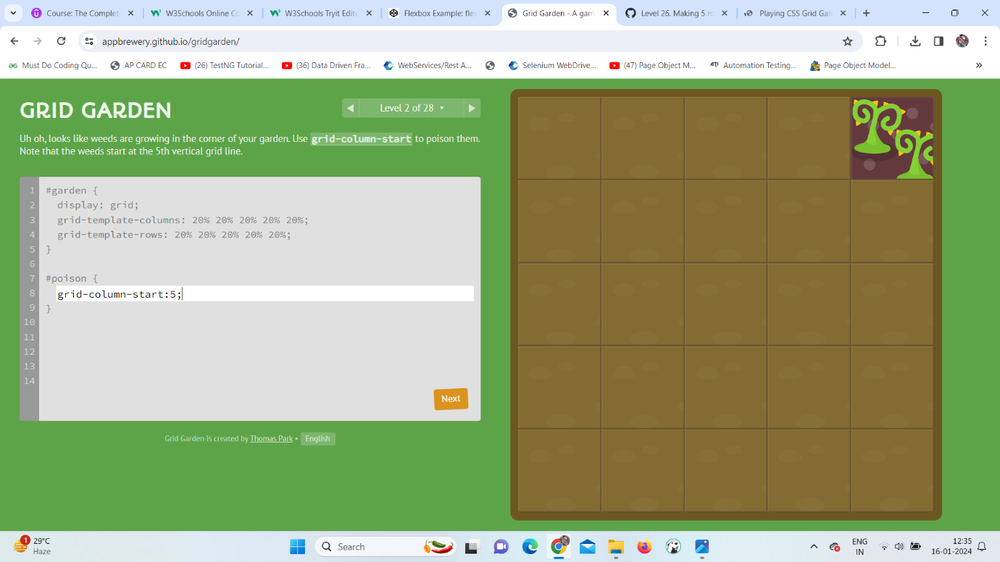 Course: The Complet
W3Schools Online Co
W3Schools Tryit Edito
Flexbox Example: flex
Grid Garden - A gam
Level 26. Making 5 ro
Playing CSS Grid Gar
appbrewery.github.io/gridgarden/
Must Do Coding Qu...
AP CARD EC
(26) TestNG Tutorial...
(36) Data Driven Fra...
WebServices/Rest A...
Selenium WebDrive...
(47) Page Object M...
Automation Testing...
Page Object Model...
GRID GARDEN
Level 2 of 28
Uh oh, looks like weeds are growing in the corner of your garden. Use grid-column-start to poison them.
Note that the weeds start at the 5th vertical grid line.
1 #garden {
2 display: grid;
3 grid-template-columns: 20% 20% 20% 20% 20%;
4 grid-template-rows: 20% 20% 20% 20% 20%;
5 }
6
7 #poison {
8 grid-column-start:5;
9 }
10
11
12
13
14
Next
Grid Garden is created by Thomas Park • English
1
29°C
Haze
Search
ENG
IN
12:35
16-01-2024